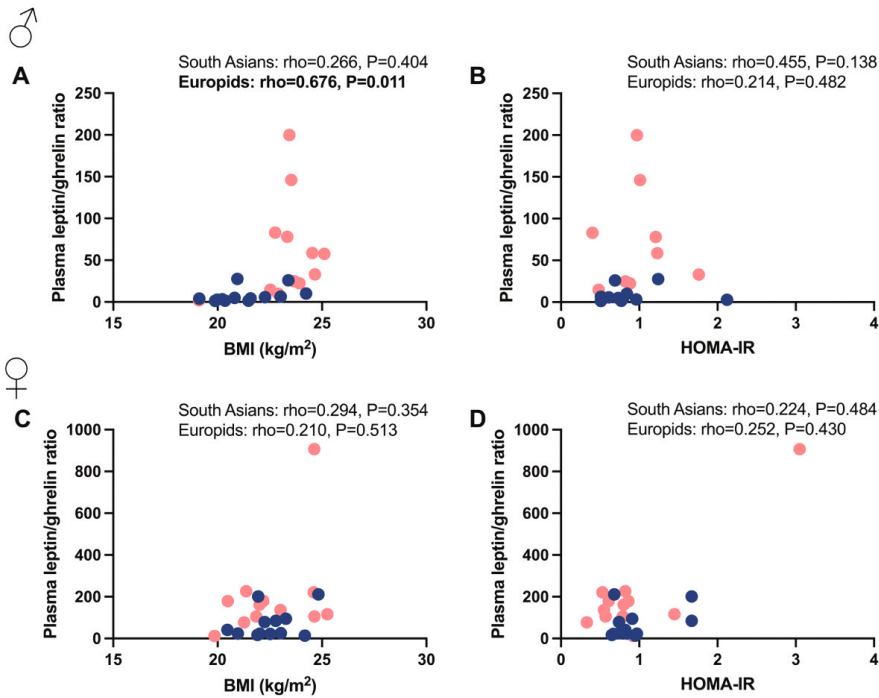 ♂
A
South Asians: rho=0.266, P=0.404
Europids: rho=0.676, P=0.011
Plasma leptin/ghrelin ratio
250
200
150
100
50
0
15
20
25
30
BMI (kg/m²)
B
South Asians: rho=0.455, P=0.138
Europids: rho=0.214, P=0.482
Plasma leptin/ghrelin ratio
250
200
150
100
50
0
0
1
2
3
4
HOMA-IR
♀
C
South Asians: rho=0.294, P=0.354
Europids: rho=0.210, P=0.513
Plasma leptin/ghrelin ratio
1000
800
600
400
200
0
15
20
25
30
BMI (kg/m²)
D
South Asians: rho=0.224, P=0.484
Europids: rho=0.252, P=0.430
Plasma leptin/ghrelin ratio
1000
800
600
400
200
0
0
1
2
3
4
HOMA-IR